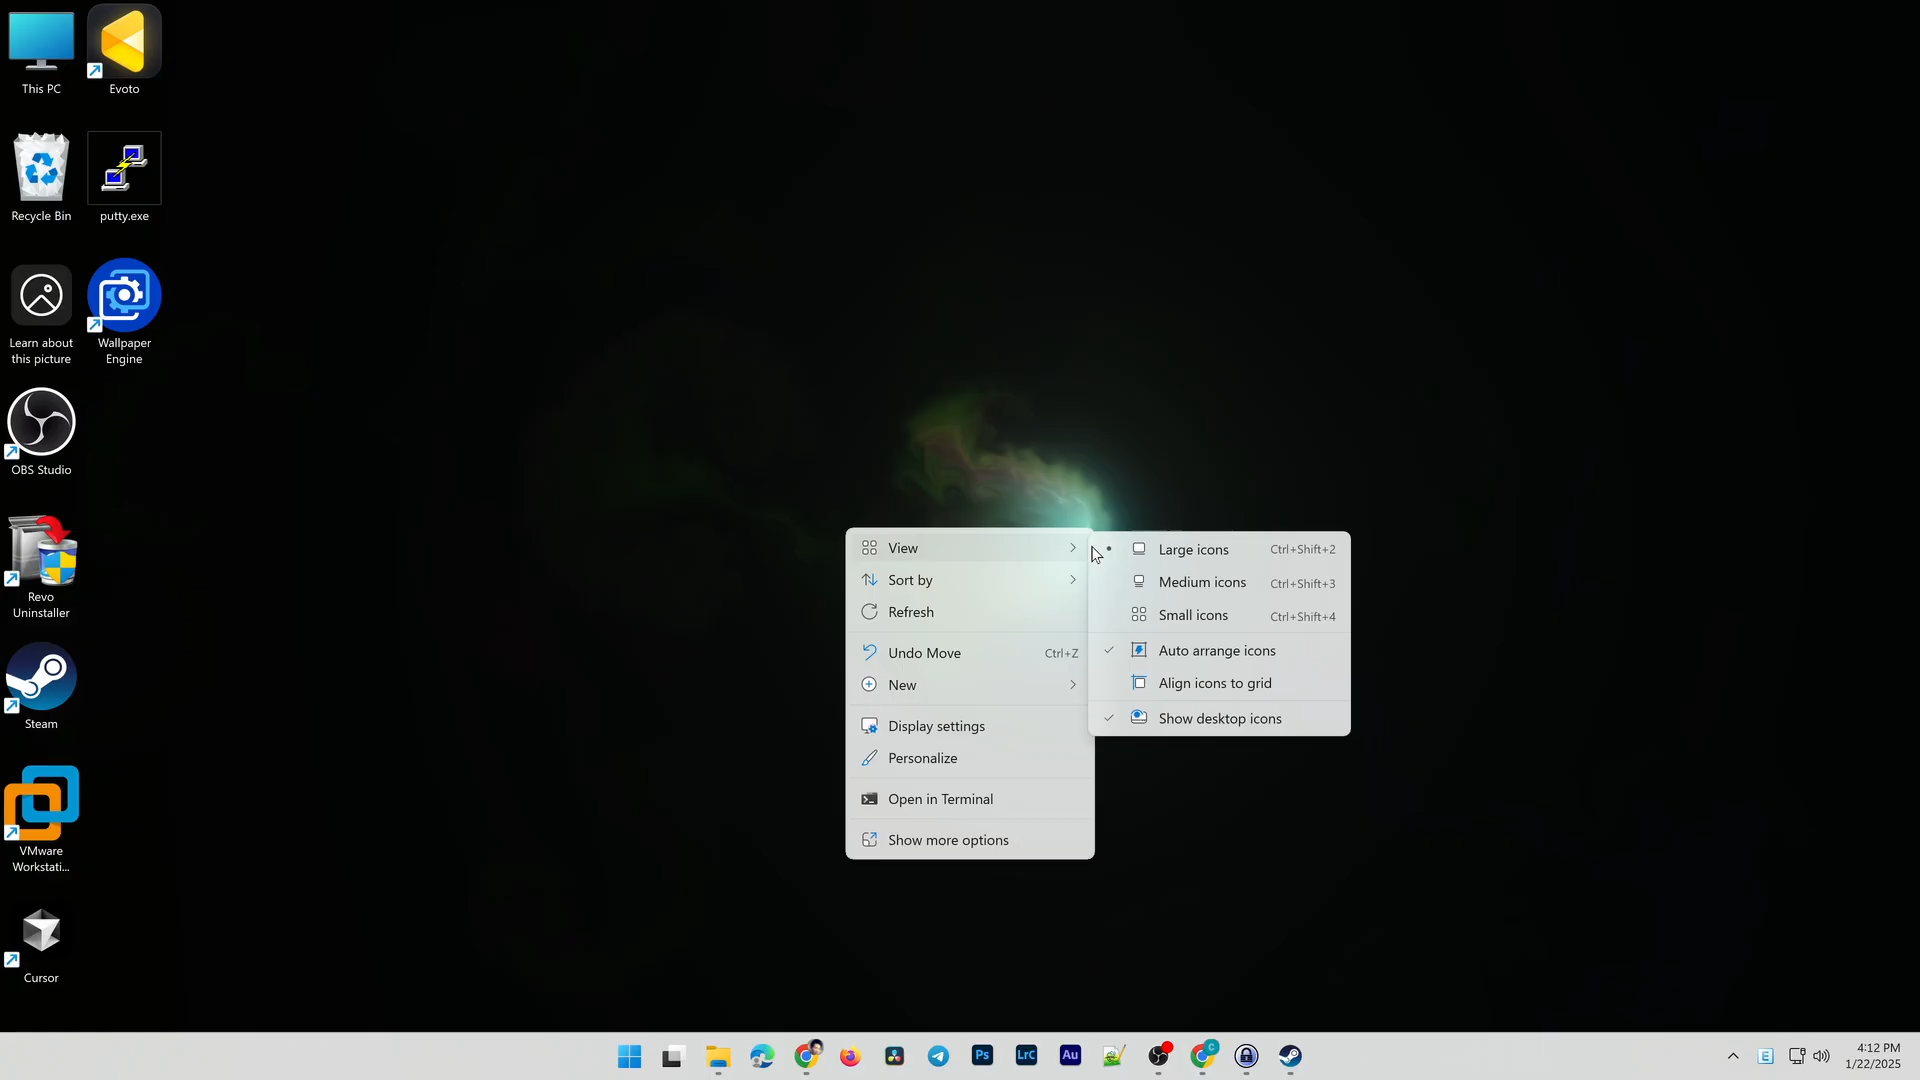 This PC
Evoto
Recycle Bin
putty.exe
Learn about
this picture
Wallpaper
Engine
OBS Studio
Revo
Uninstaller
Steam
VMware
Workstati...
Cursor
View
Sort by
Refresh
Undo Move Ctrl+Z
New
Display settings
Personalize
Open in Terminal
Show more options
Large icons Ctrl+Shift+2
Medium icons Ctrl+Shift+3
Small icons Ctrl+Shift+4
Auto arrange icons
Align icons to grid
Show desktop icons
Ps
LrC
Au
C
E
4:12 PM
1/22/2025